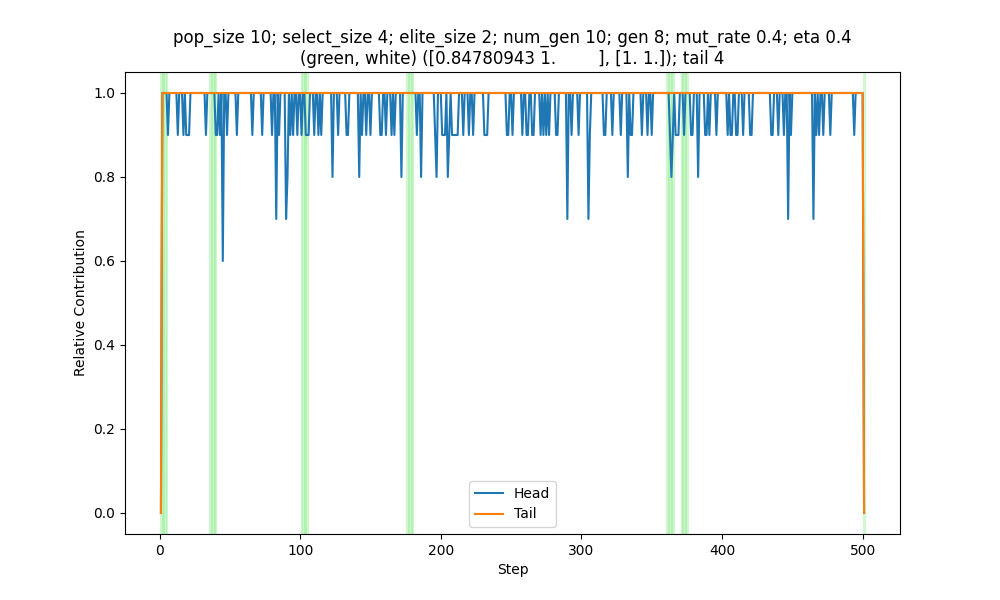 pop_size 10; select_size 4; elite_size 2; num_gen 10; gen 8; mut_rate 0.4; eta 0.4
(green, white) ([0.84780943 1.        ], [1. 1.]); tail 4
1.0
0.8
0.6
0.4
0.2
0.0
Relative Contribution
Head
Tail
0
100
200
300
400
500
Step